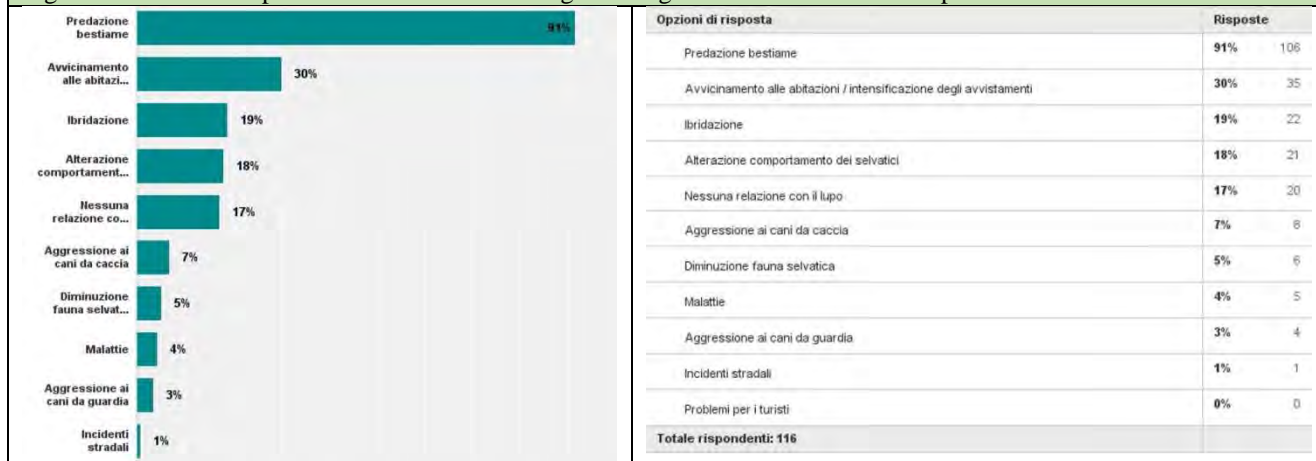 Predazione
bestiame
91%
Avvicinamento
alle abitazi...
30%
Ibridazione
19%
Alterazione
comportament...
18%
Nessuna
relazione co...
17%
Aggressione ai
cani da caccia
7%
Diminuzione
fauna selvat...
5%
Malattie
4%
Aggressione ai
cani da guardia
3%
Incidenti
stradali
1%
Opzioni di risposta Risposte
Predazione bestiame 91% 106
Avvicinamento alle abitazioni / intensificazione degli avvistamenti 30% 35
Ibridazione 19% 22
Alterazione comportamento dei selvatici 18% 21
Nessuna relazione con il lupo 17% 20
Aggressione ai cani da caccia 7% 8
Diminuzione fauna selvatica 5% 6
Malattie 4% 5
Aggressione ai cani da guardia 3% 4
Incidenti stradali 1% 1
Problemi per i turisti 0% 0
Totale rispondenti: 116